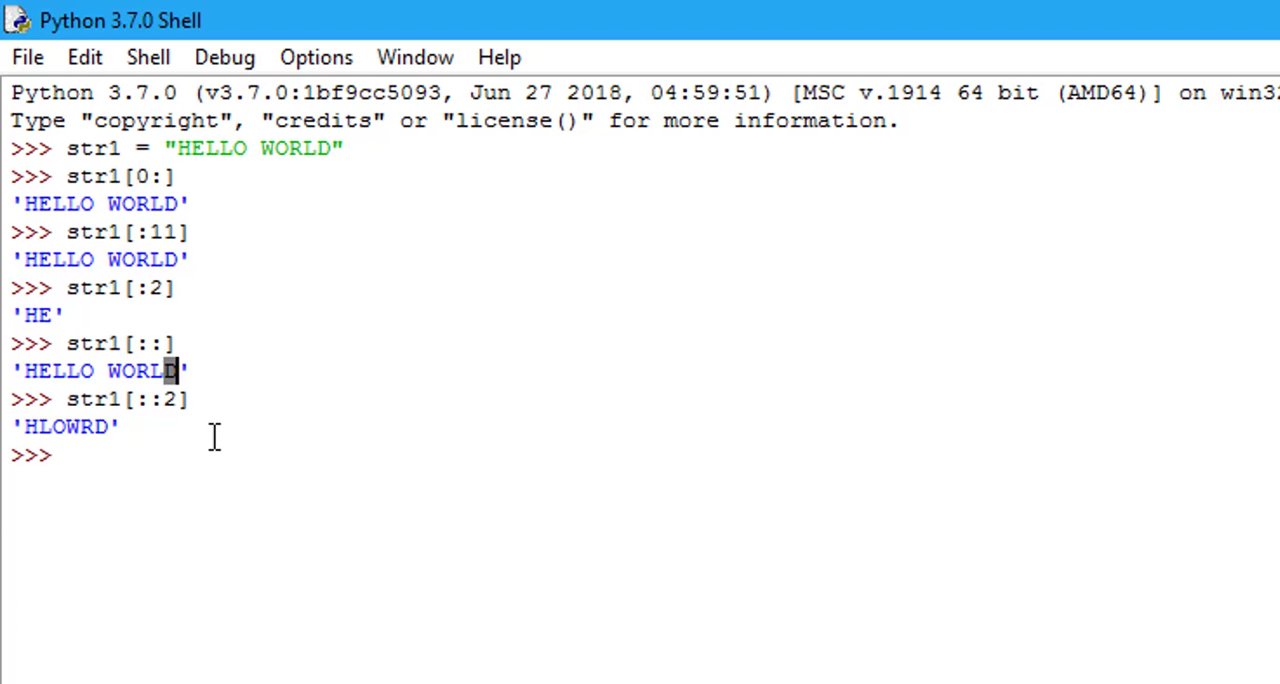 Python 3.7.0 Shell
File Edit Shell Debug Options Window Help
Python 3.7.0 (v3.7.0:1bf9cc5093, Jun 27 2018, 04:59:51) [MSC v.1914 64 bit (AMD64)] on win32
Type "copyright", "credits" or "license()" for more information.
>>> str1 = "HELLO WORLD"
>>> str1[0:]
'HELLO WORLD'
>>> str1[:11]
'HELLO WORLD'
>>> str1[:2]
'HE'
>>> str1[::]
'HELLO WORLD'
>>> str1[::2]
'HLOWRD'
>>>